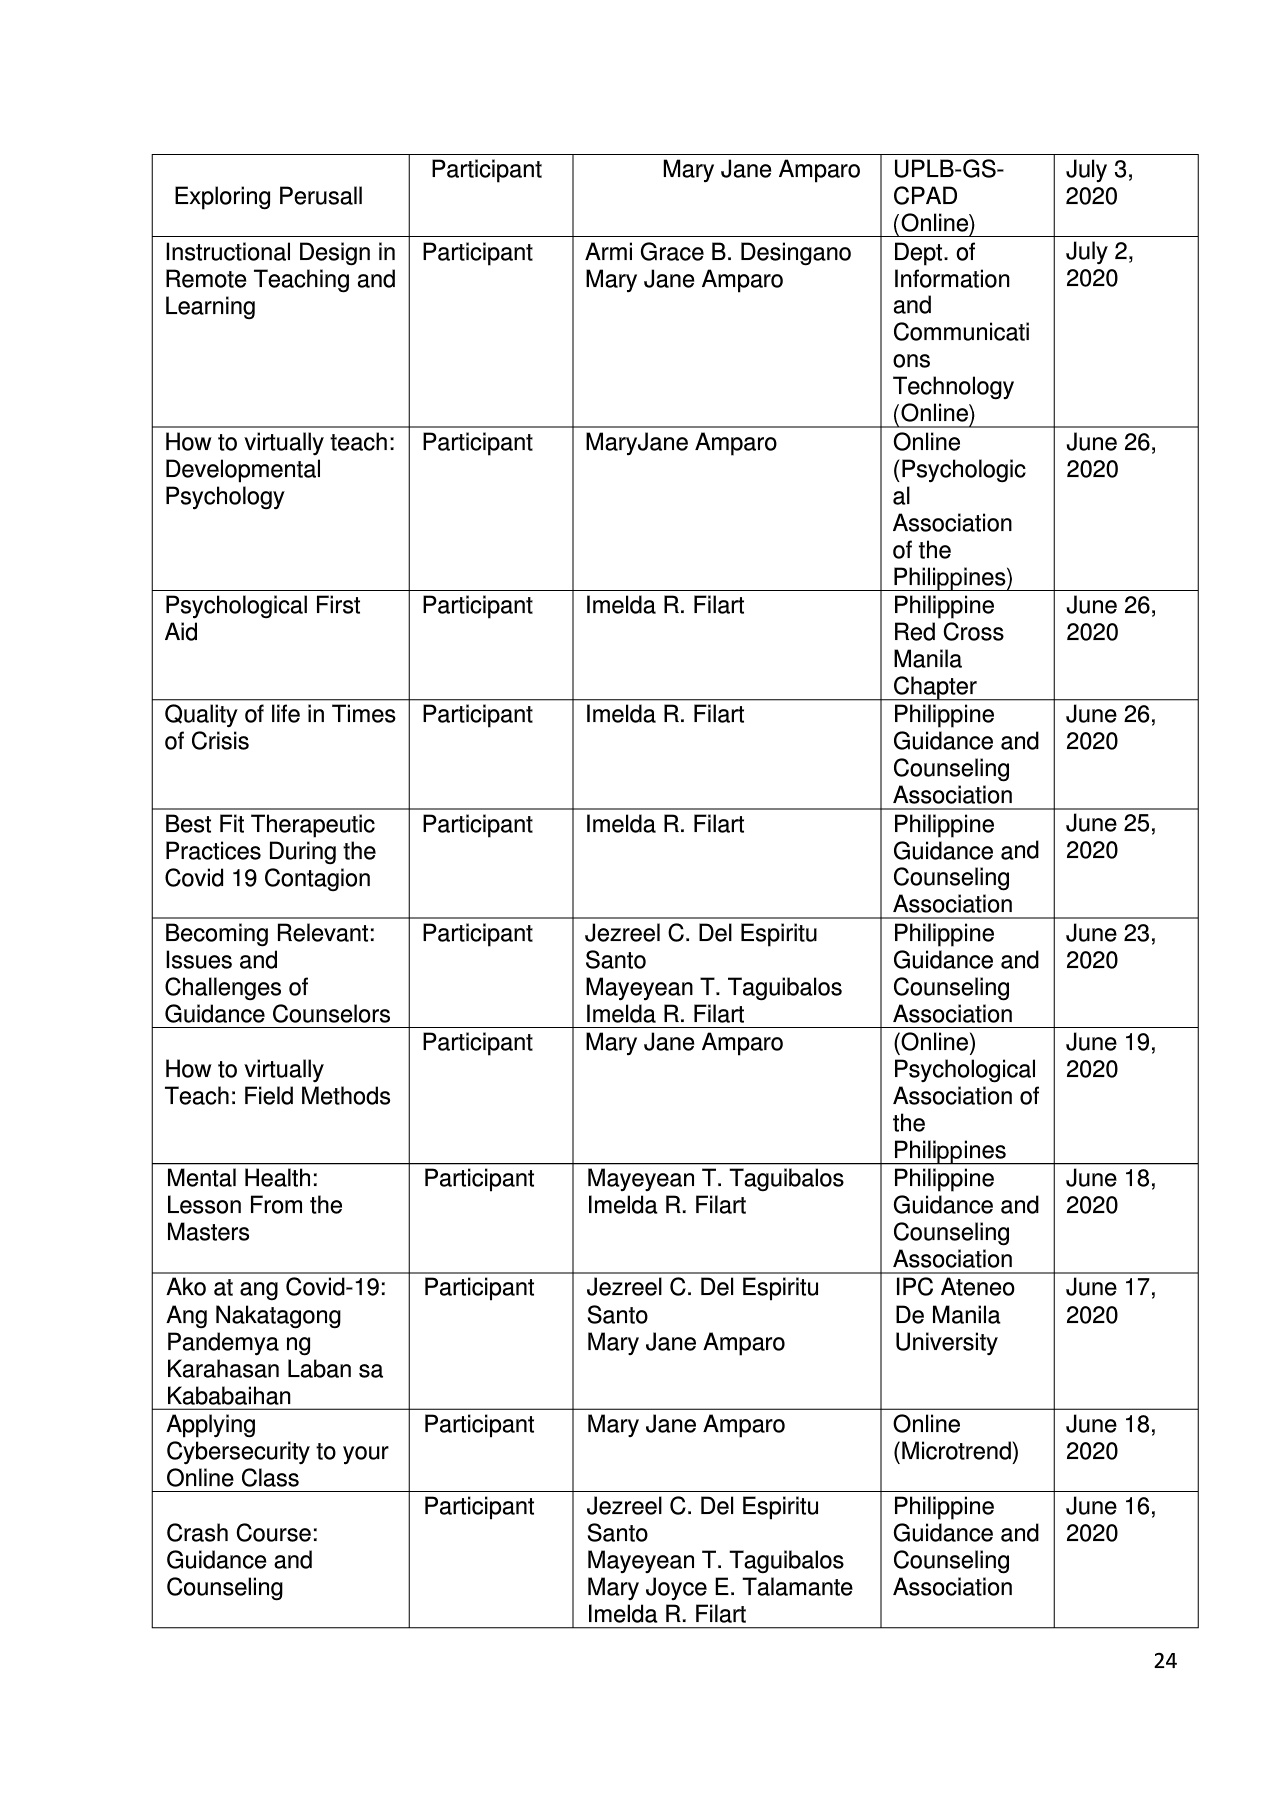 Exploring Perusall
Participant
Mary Jane Amparo
UPLB-GS-
CPAD
(Online)
July 3,
2020
Instructional Design in
Remote Teaching and
Learning
Participant
Armi Grace B. Desingano
Mary Jane Amparo
Dept. of
Information
and
Communicati
ons
Technology
(Online)
July 2,
2020
How to virtually teach:
Developmental
Psychology
Participant
MaryJane Amparo
Online
(Psychologic
al
Association
of the
Philippines)
June 26,
2020
Psychological First
Aid
Participant
Imelda R. Filart
Philippine
Red Cross
Manila
Chapter
June 26,
2020
Quality of life in Times
of Crisis
Participant
Imelda R. Filart
Philippine
Guidance and
Counseling
Association
June 26,
2020
Best Fit Therapeutic
Practices During the
Covid 19 Contagion
Participant
Imelda R. Filart
Philippine
Guidance and
Counseling
Association
June 25,
2020
Becoming Relevant:
Issues and
Challenges of
Guidance Counselors
Participant
Jezreel C. Del Espiritu
Santo
Mayeyean T. Taguibalos
Imelda R. Filart
Philippine
Guidance and
Counseling
Association
June 23,
2020
How to virtually
Teach: Field Methods
Participant
Mary Jane Amparo
(Online)
Psychological
Association of
the
Philippines
June 19,
2020
Mental Health:
Lesson From the
Masters
Participant
Mayeyean T. Taguibalos
Imelda R. Filart
Philippine
Guidance and
Counseling
Association
June 18,
2020
Ako at ang Covid-19:
Ang Nakatagong
Pandemya ng
Karahasan Laban sa
Kababaihan
Participant
Jezreel C. Del Espiritu
Santo
Mary Jane Amparo
IPC Ateneo
De Manila
University
June 17,
2020
Applying
Cybersecurity to your
Online Class
Participant
Mary Jane Amparo
Online
(Microtrend)
June 18,
2020
Crash Course:
Guidance and
Counseling
Participant
Jezreel C. Del Espiritu
Santo
Mayeyean T. Taguibalos
Mary Joyce E. Talamante
Imelda R. Filart
Philippine
Guidance and
Counseling
Association
June 16,
2020
24